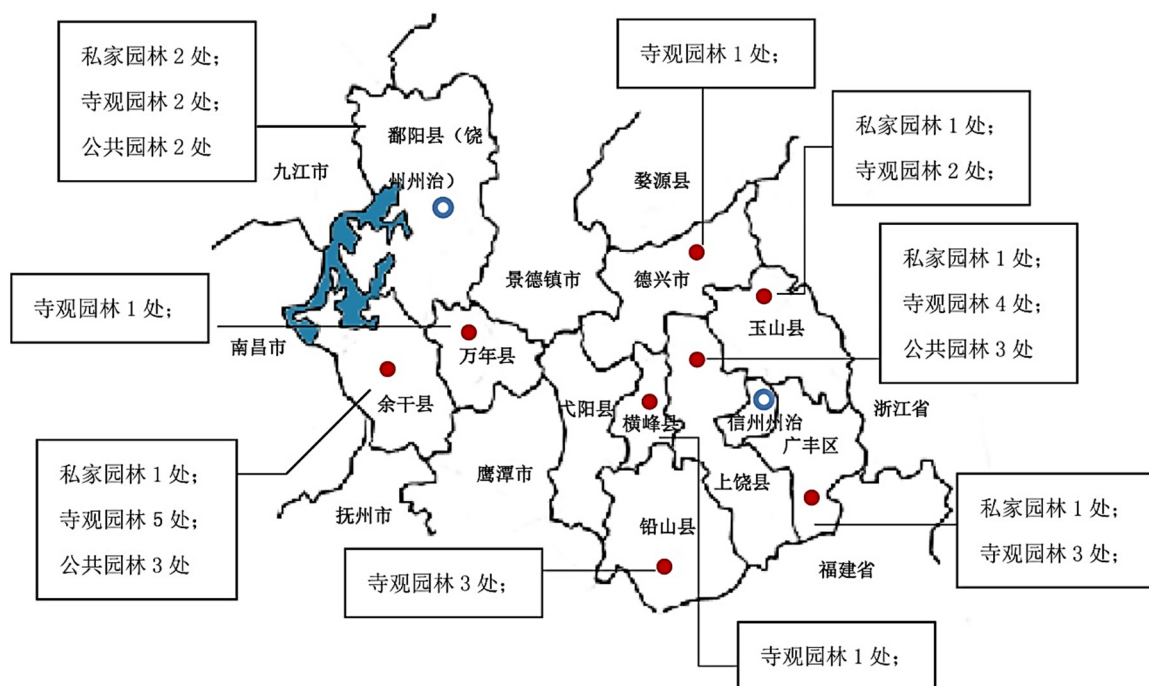 私家园林 2 处；
寺观园林 2 处；
公共园林 2 处
寺观园林 1 处；
私家园林 1 处；
寺观园林 2 处；
鄱阳县（饶
州州治）
九江市
婺源县
私家园林 1 处；
寺观园林 4 处；
公共园林 3 处
景德镇市
德兴市
寺观园林 1 处；
玉山县
南昌市
万年县
余干县
弋阳县
横峰县
信州州治
浙江省
广丰区
私家园林 1 处；
寺观园林 5 处；
公共园林 3 处
鹰潭市
上饶县
抚州市
铅山县
私家园林 1 处；
寺观园林 3 处；
福建省
寺观园林 3 处；
寺观园林 1 处；